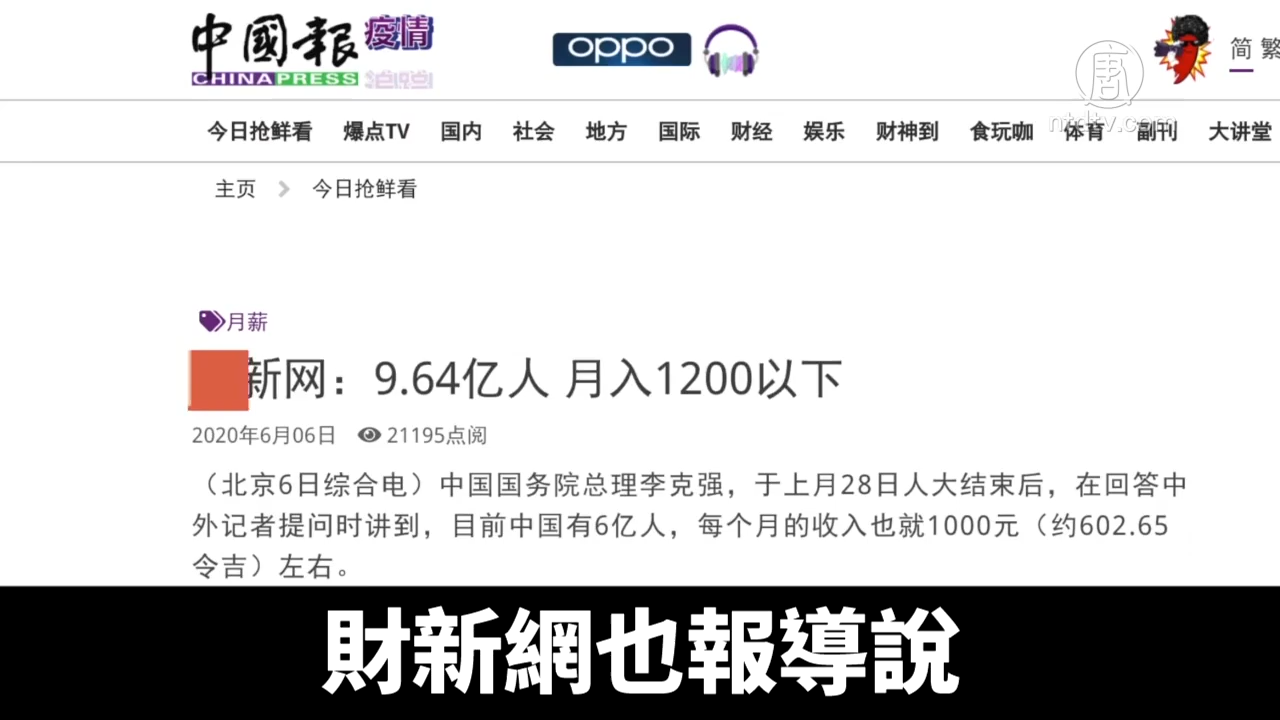 中國報 疫情
CHINA PRESS
oppo
简 繁
唐
ntdtv.com
今日抢鲜看 爆点TV 国内 社会 地方 国际 财经 娱乐 财神到 食玩咖 体育 副刊 大讲堂
主页 今日抢鲜看
月薪
新网：9.64亿人 月入1200以下
2020年6月06日 21195点阅
（北京6日综合电）中国国务院总理李克强，于上月28日人大结束后，在回答中
外记者提问时讲到，目前中国有6亿人，每个月的收入也就1000元（约602.65
令吉）左右。
財新網也報導說